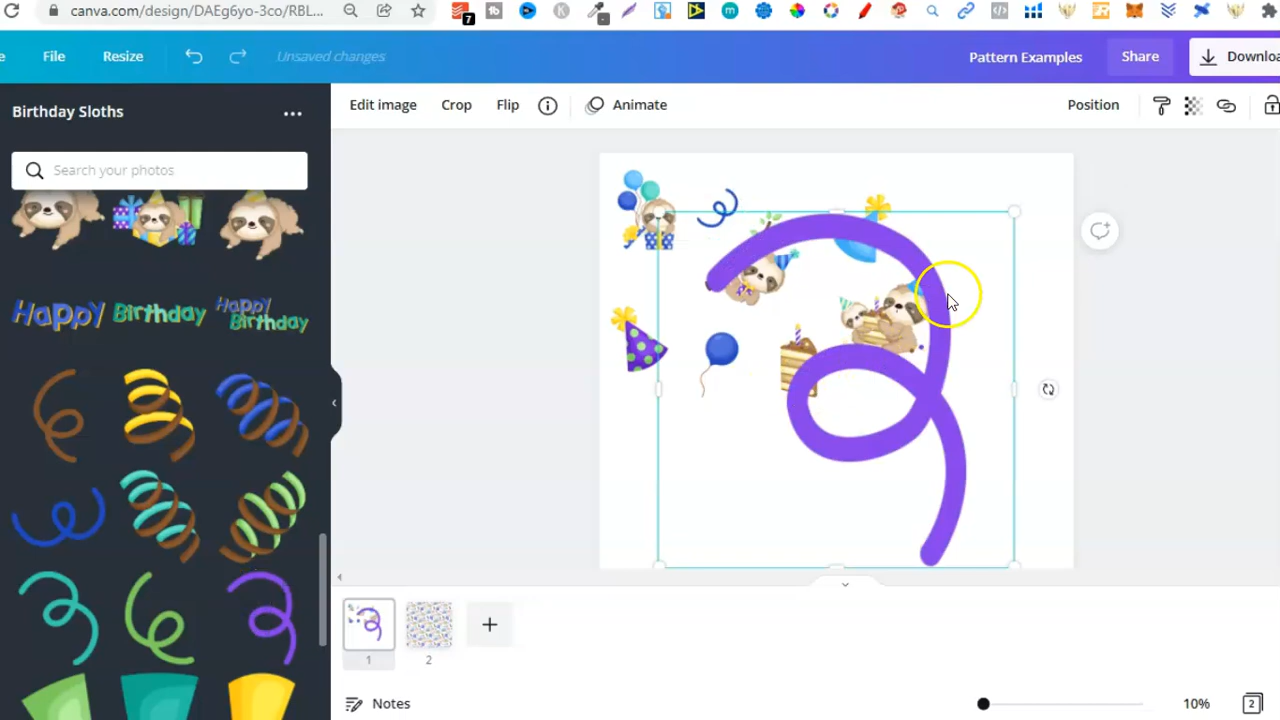 canva.com/design/DAEg6yo-3co/RBL...
7
File
Resize
Unsaved changes
Pattern Examples
Share
Downloa
Birthday Sloths
Edit image
Crop
Flip
Animate
Position
Search your photos
Happy
Birthday
Happy
Birthday
1
2
Notes
10%
2